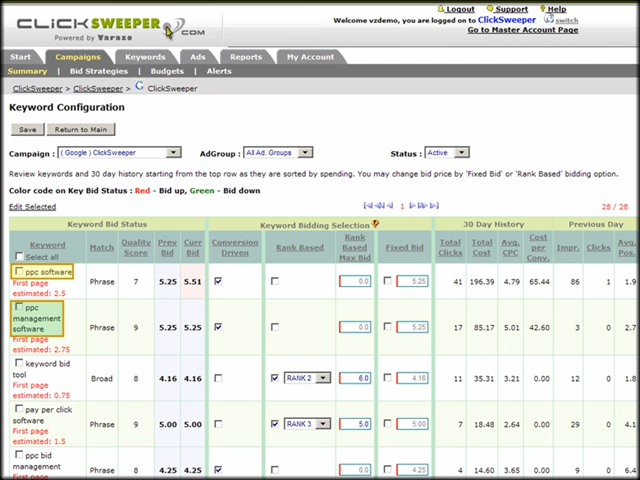 Logout Support Help
CLiCK SWEEPER .COM
Welcome vzdemo, you are logged on to ClickSweeper switch
Powered by Varazo
Go to Master Account Page
Start Campaigns Keywords Ads Reports My Account
Summary | Bid Strategies | Budgets | Alerts
ClickSweeper > ClickSweeper > G ClickSweeper
Keyword Configuration
Save Return to Main
Campaign : ( Google ) ClickSweeper AdGroup : All Ad. Groups Status : Active
Review keywords and 30 day history starting from the top row as they are sorted by spending. You may change bid price by 'Fixed Bid' or 'Rank Based' bidding option.
Color code on Key Bid Status : Red - Bid up, Green - Bid down
Edit Selected 1 28 / 28
Keyword Bid Status Keyword Bidding Selection ? 30 Day History Previous Day
Keyword Select all Match Quality Score Prev Bid Curr Bid Conversion Driven Rank Based Rank Based Max Bid Fixed Bid Total Clicks Total Cost Avg. CPC Cost per Conv. Impr. Clicks Avg. Pos.
ppc software
First page estimated: 2.5 Phrase 7 5.25 5.51 0.0 5.25 41 196.39 4.79 65.44 86 1 1.9
ppc management software
First page estimated: 2.75 Phrase 9 5.25 5.25 0.0 5.25 17 85.17 5.01 42.60 3 0 2.7
keyword bid tool
First page estimated: 0.75 Broad 8 4.16 4.16 RANK 2 6.0 4.16 11 35.31 3.21 0.00 12 0 1.8
pay per click software
First page estimated: 1.5 Phrase 9 5.00 5.00 RANK 3 5.0 5.00 7 18.48 2.64 0.00 29 0 4.1
ppc bid management
First page Phrase 8 4.25 4.25 0.0 4.25 4 14.60 3.65 0.00 9 0 6.4